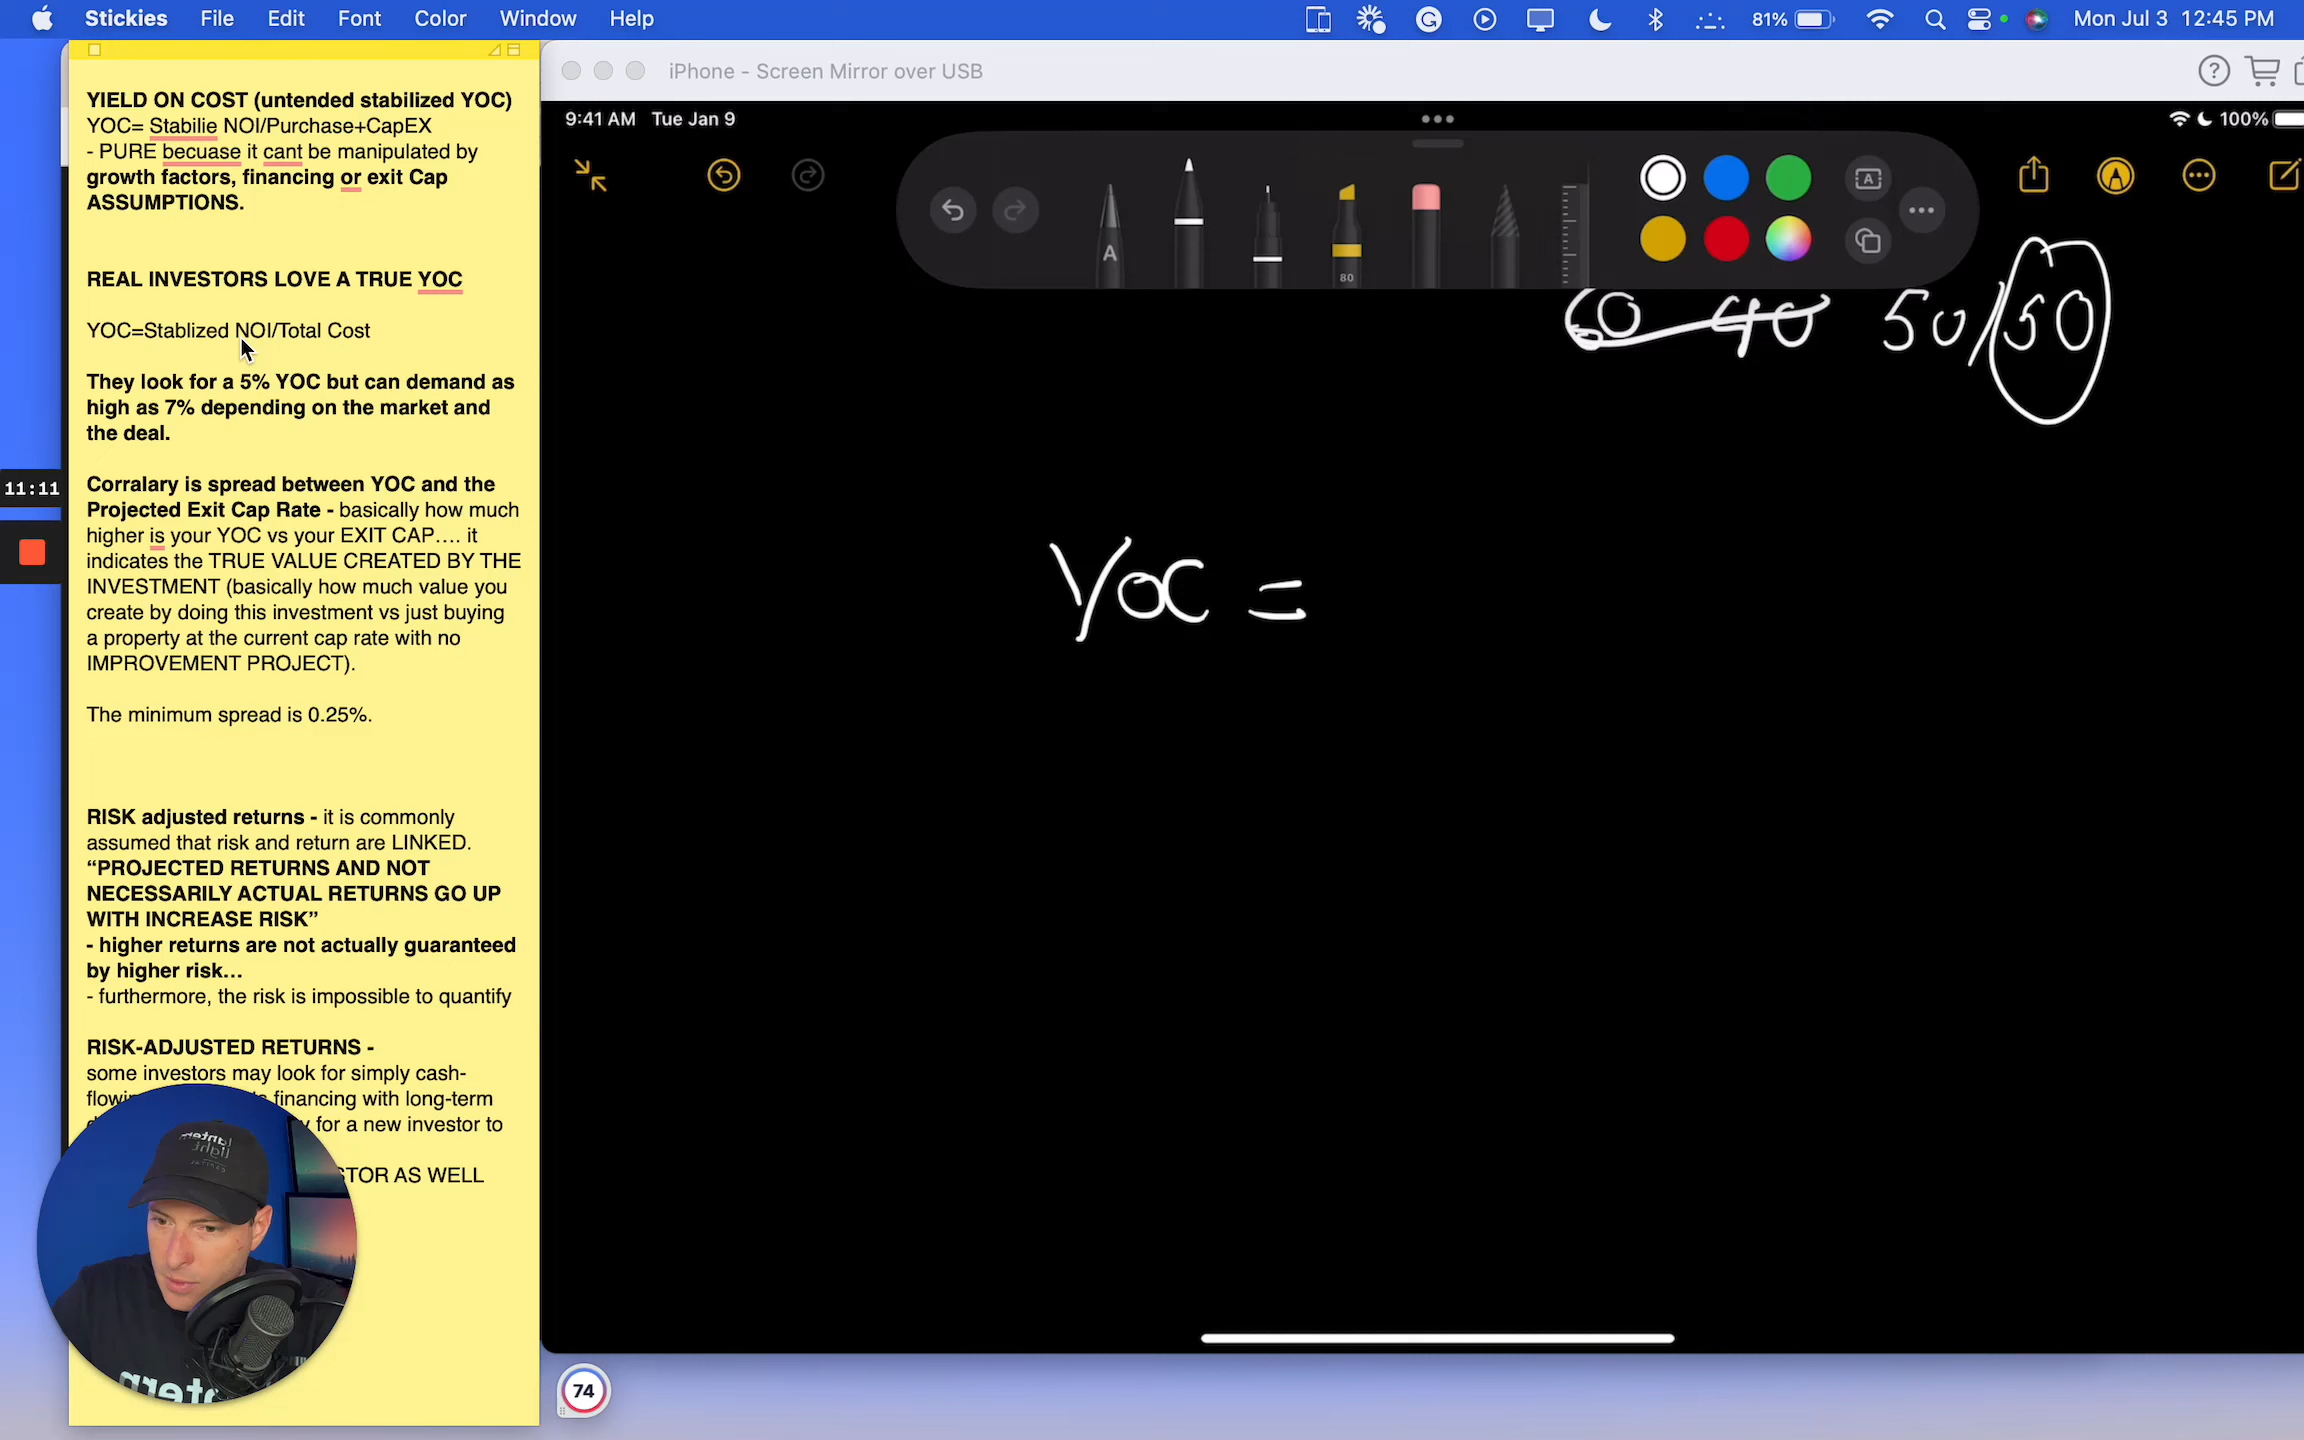 Stickies File Edit Font Color Window Help 81% Mon Jul 3 12:45 PM
YIELD ON COST (untended stabilized YOC)
YOC= Stabilie NOI/Purchase+CapEX
- PURE becuase it cant be manipulated by
growth factors, financing or exit Cap
ASSUMPTIONS.
REAL INVESTORS LOVE A TRUE YOC
YOC=Stablized NOI/Total Cost
They look for a 5% YOC but can demand as
high as 7% depending on the market and
the deal.
Corralary is spread between YOC and the
Projected Exit Cap Rate - basically how much
higher is your YOC vs your EXIT CAP.... it
indicates the TRUE VALUE CREATED BY THE
INVESTMENT (basically how much value you
create by doing this investment vs just buying
a property at the current cap rate with no
IMPROVEMENT PROJECT).
The minimum spread is 0.25%.
RISK adjusted returns - it is commonly
assumed that risk and return are LINKED.
“PROJECTED RETURNS AND NOT
NECESSARILY ACTUAL RETURNS GO UP
WITH INCREASE RISK”
- higher returns are not actually guaranteed
by higher risk...
- furthermore, the risk is impossible to quantify
RISK-ADJUSTED RETURNS -
some investors may look for simply cash-
financing with long-term
for a new investor to
AS WELL
11:11
lantern
light
CAPITAL
iPhone - Screen Mirror over USB
9:41 AM Tue Jan 9 100%
A 80 A
60 40 50/50
YOC =
74